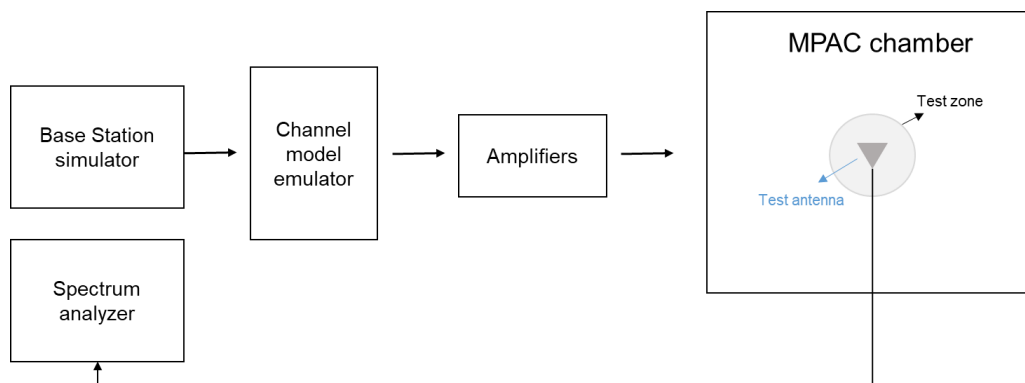 MPAC chamber
Test zone
Test antenna
Base Station
simulator
Channel
model
emulator
Amplifiers
Spectrum
analyzer